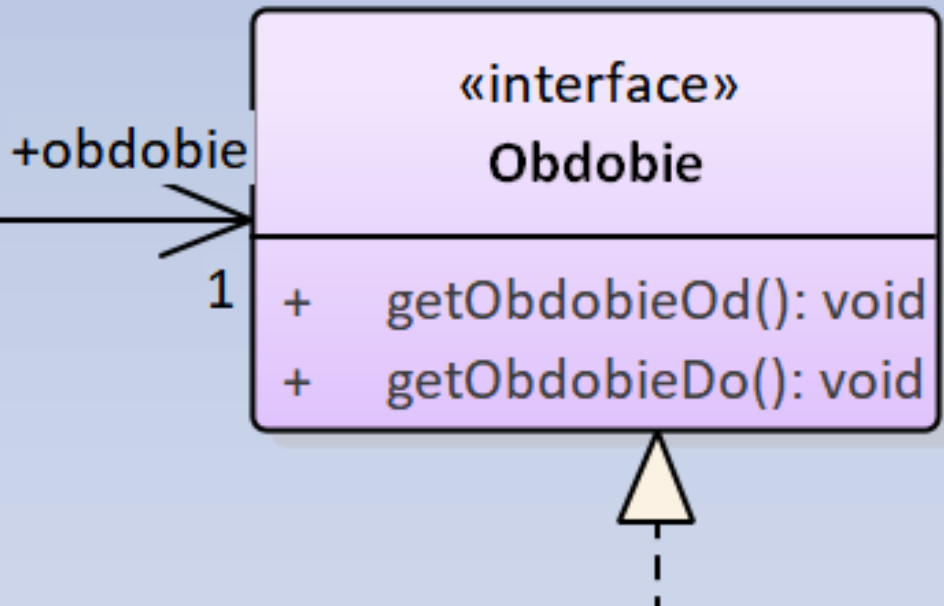 «interface»
Obdobie
+obdobie
1
+ getObdobieOd(): void
+ getObdobieDo(): void